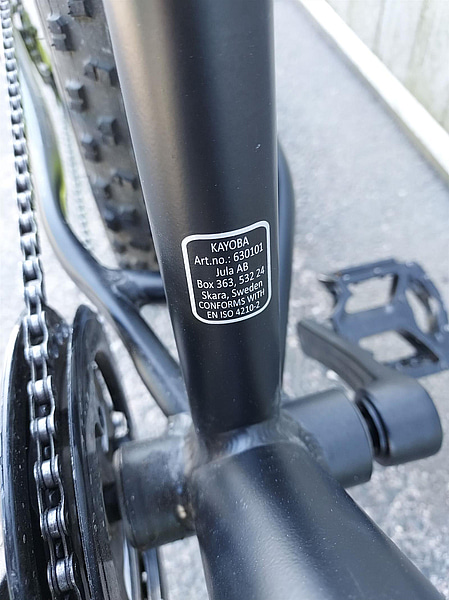 KAYOBA
Art.no.: 630101
Jula AB
Box 363, 532 24
Skara, Sweden
CONFORMS WITH
EN ISO 4210-2